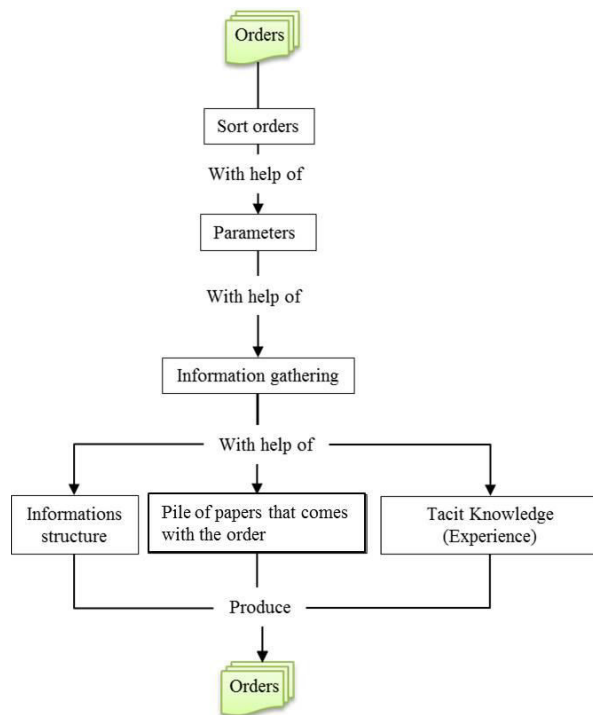 Orders
Sort orders
With help of
Parameters
With help of
Information gathering
With help of
Informations
structure
Pile of papers that comes
with the order
Tacit Knowledge
(Experience)
Produce
Orders